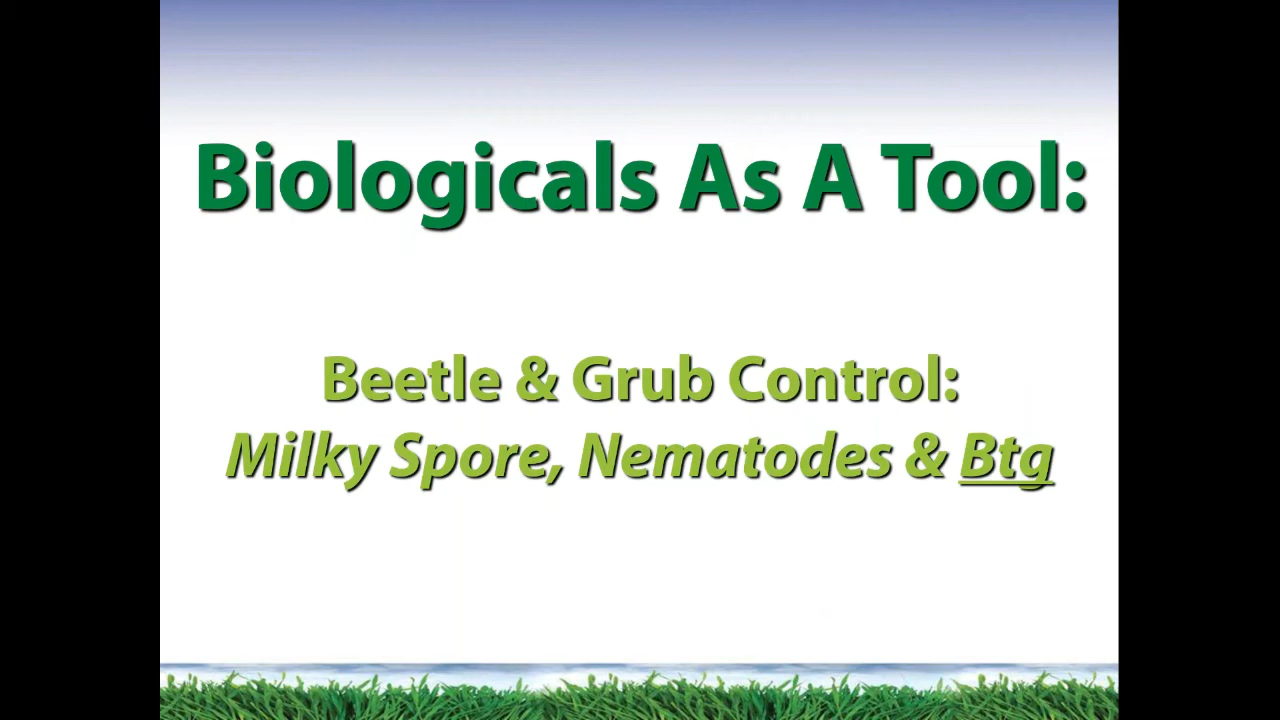 Biologicals As A Tool:
Beetle & Grub Control:
Milky Spore, Nematodes & Btg